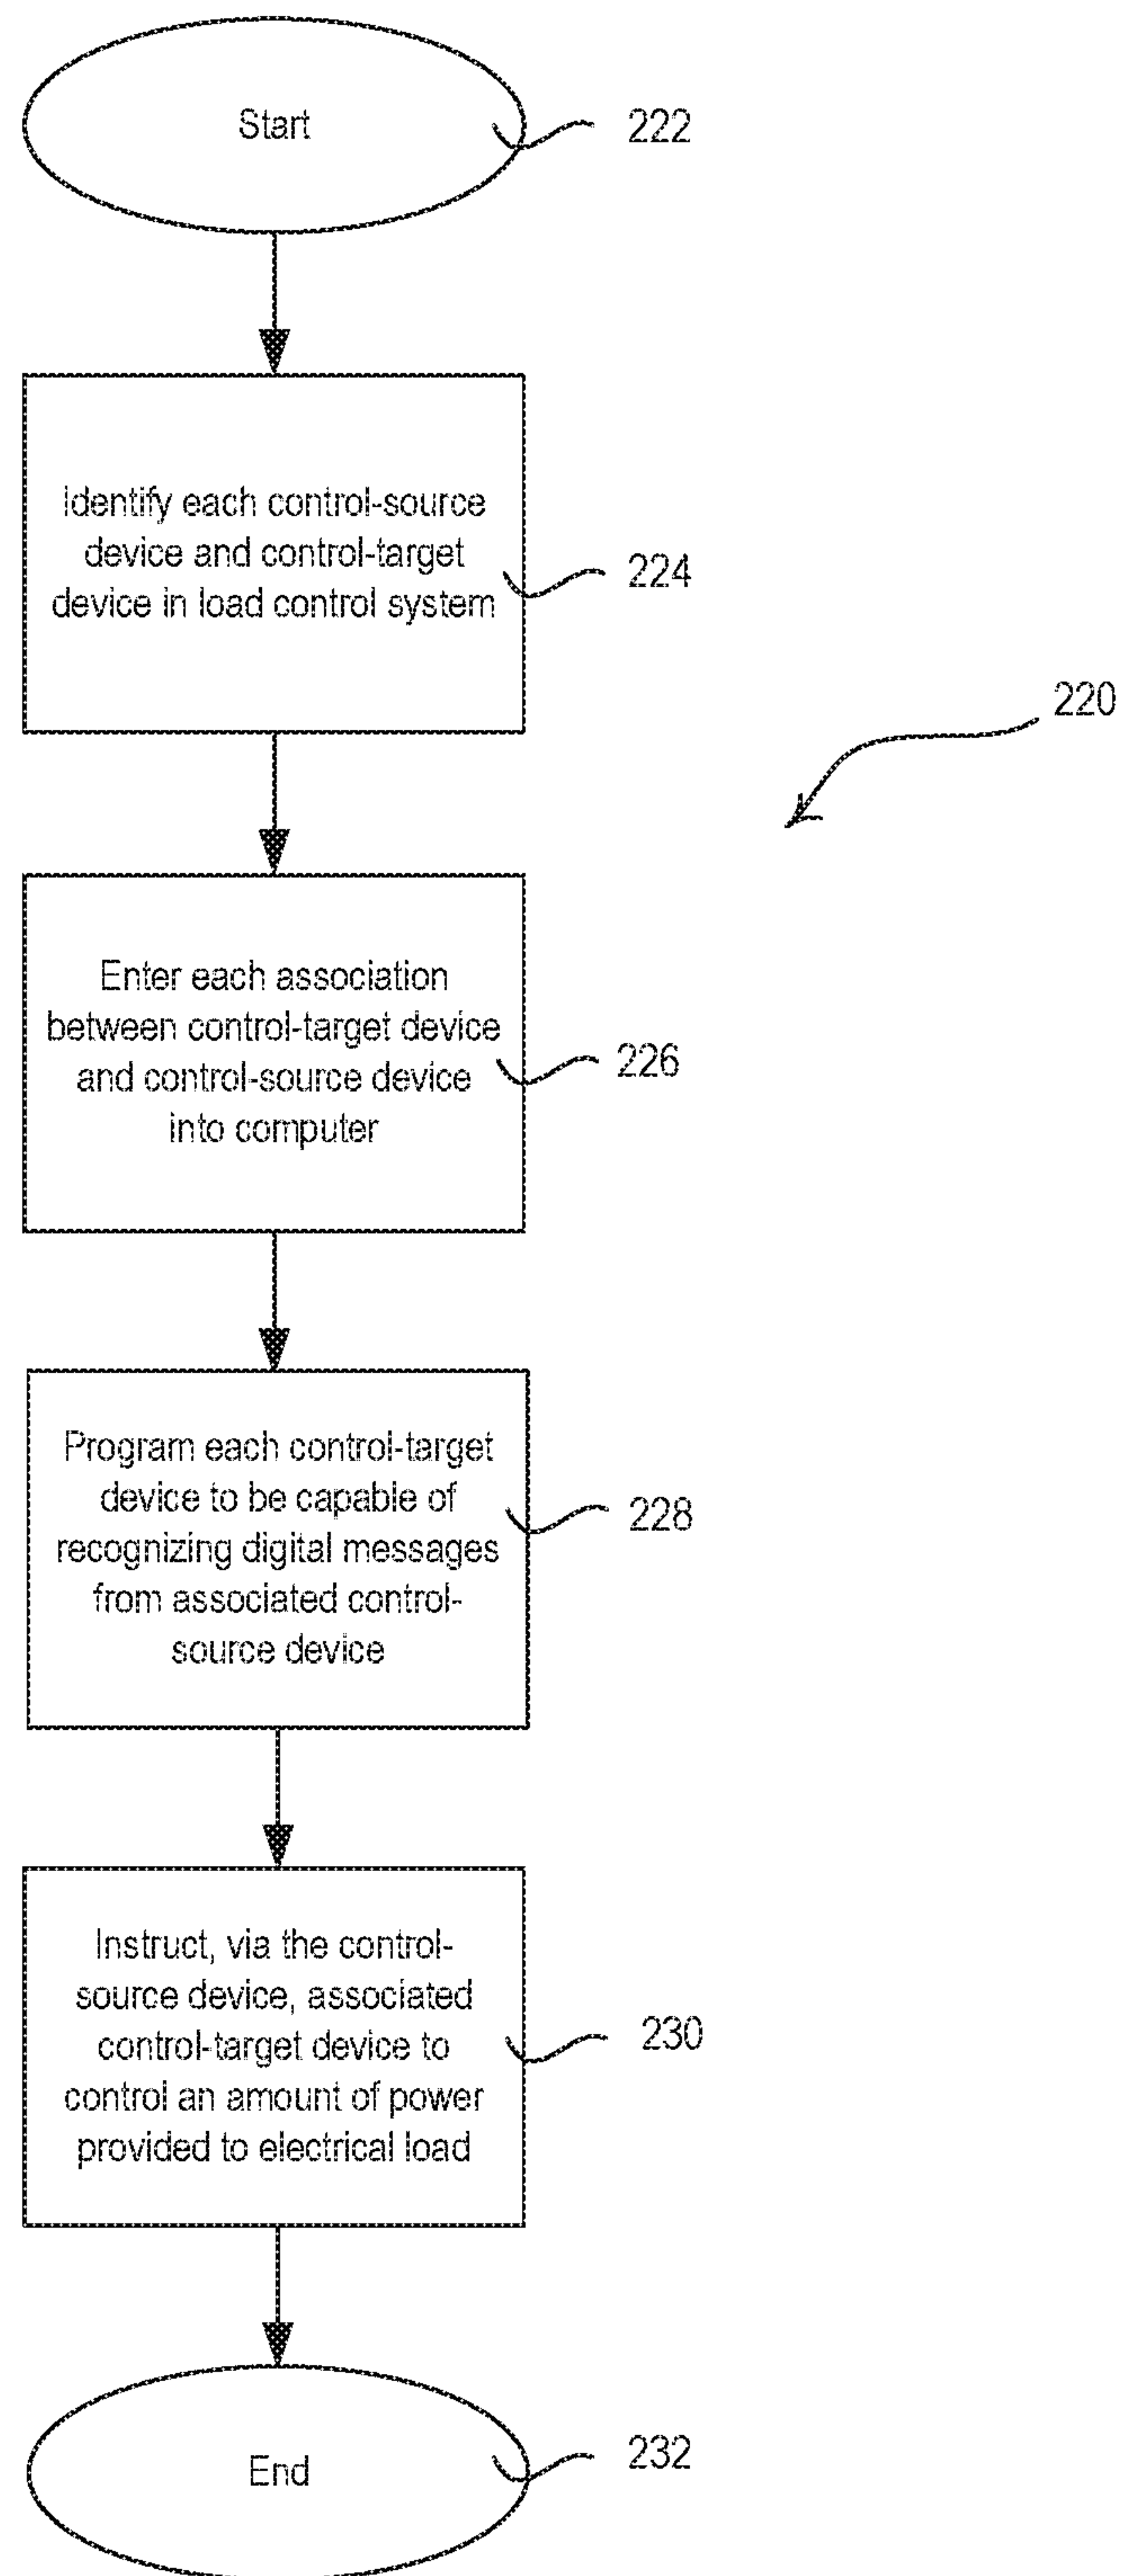 Start
222
Identify each control-source
device and control-target
device in load control system
224
220
Enter each association
between control-target device
and control-source device
into computer
226
Program each control-target
device to be capable of
recognizing digital messages
from associated control-
source device
228
Instruct, via the control-
source device, associated
control-target device to
control an amount of power
provided to electrical load
230
End
232